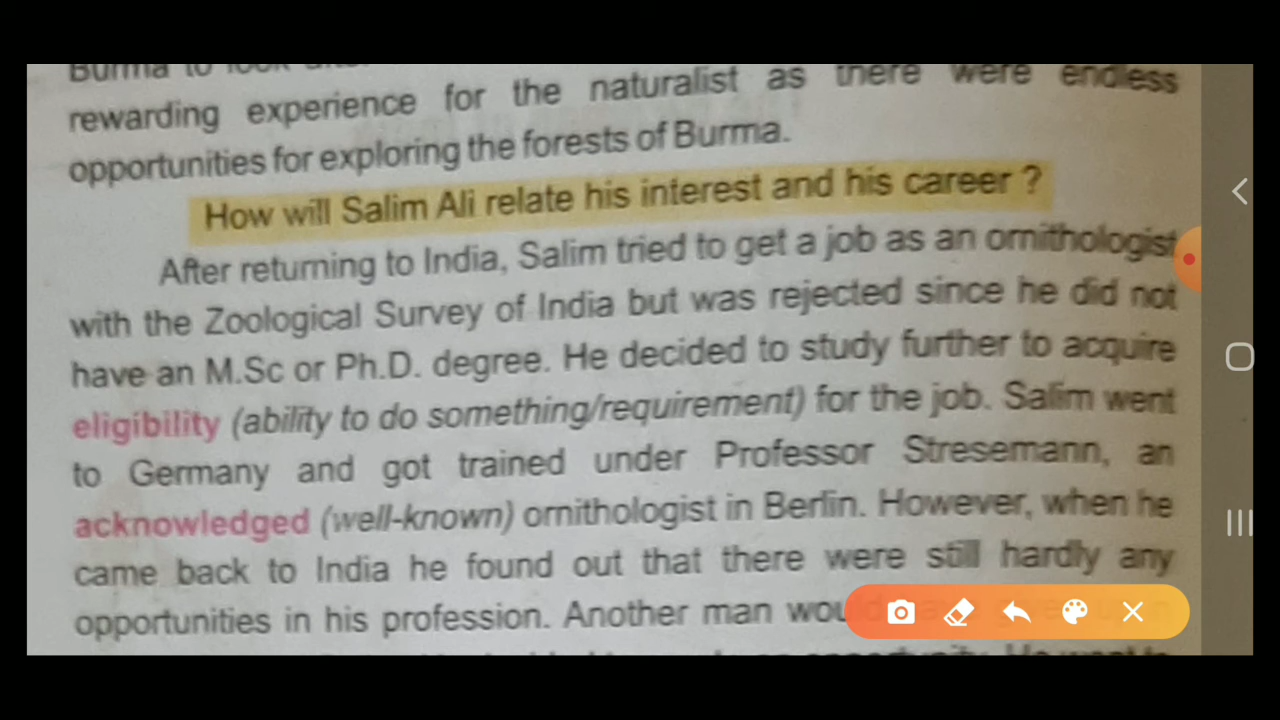 Burma to look
rewarding experience for the naturalist as there were endless
opportunities for exploring the forests of Burma.
How will Salim Ali relate his interest and his career ?
After returning to India, Salim tried to get a job as an ornithologist
with the Zoological Survey of India but was rejected since he did not
have an M.Sc or Ph.D. degree. He decided to study further to acquire
eligibility (ability to do something/requirement) for the job. Salim went
to Germany and got trained under Professor Stresemann, an
acknowledged (well-known) ornithologist in Berlin. However, when he
came back to India he found out that there were still hardly any
opportunities in his profession. Another man